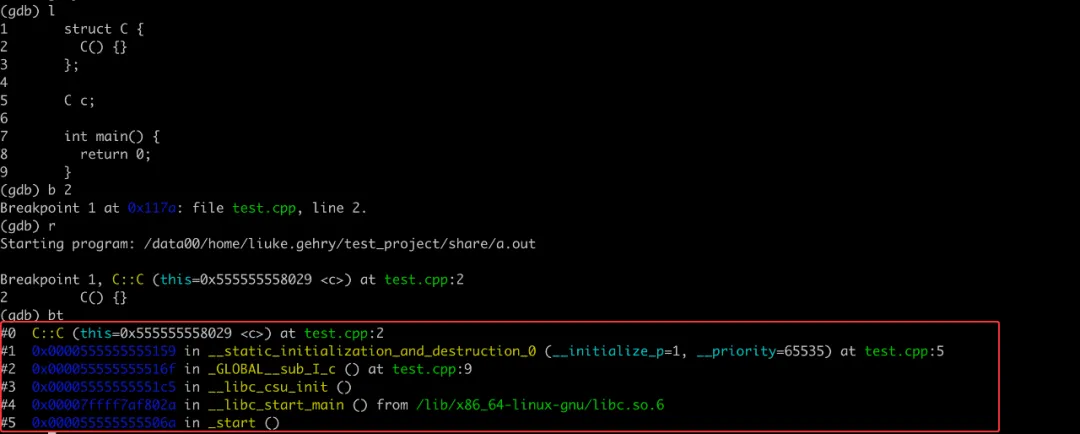 (gdb) l
1       struct C {
2         C() {}
3       };
4
5       C c;
6
7       int main() {
8         return 0;
9       }
(gdb) b 2
Breakpoint 1 at 0x117a: file test.cpp, line 2.
(gdb) r
Starting program: /data00/home/liuke.gehry/test_project/share/a.out

Breakpoint 1, C::C (this=0x555555558029 <c>) at test.cpp:2
2         C() {}
(gdb) bt
#0  C::C (this=0x555555558029 <c>) at test.cpp:2
#1  0x0000555555555159 in __static_initialization_and_destruction_0 (__initialize_p=1, __priority=65535) at test.cpp:5
#2  0x000055555555516f in _GLOBAL__sub_I_c () at test.cpp:9
#3  0x00005555555551c5 in __libc_csu_init ()
#4  0x00007ffff7af802a in __libc_start_main () from /lib/x86_64-linux-gnu/libc.so.6
#5  0x000055555555506a in _start ()